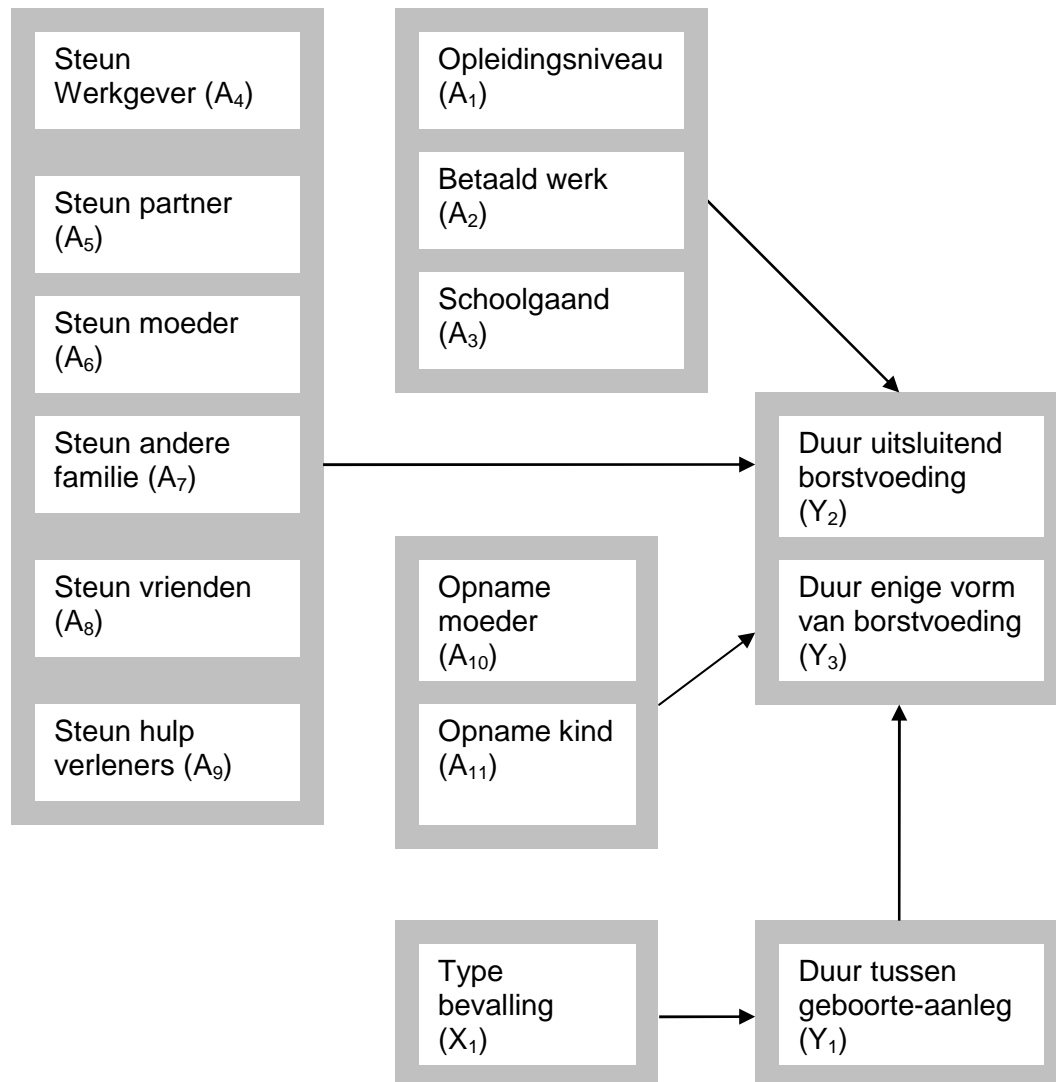 Steun
Werkgever (A₄)
Steun partner
(A₅)
Steun moeder
(A₆)
Steun andere
familie (A₇)
Steun vrienden
(A₈)
Steun hulp
verleners (A₉)
Opleidingsniveau
(A₁)
Betaald werk
(A₂)
Schoolgaand
(A₃)
Opname
moeder
(A₁₀)
Opname kind
(A₁₁)
Type
bevalling
(X₁)
Duur uitsluitend
borstvoeding
(Y₂)
Duur enige vorm
van borstvoeding
(Y₃)
Duur tussen
geboorte-aanleg
(Y₁)